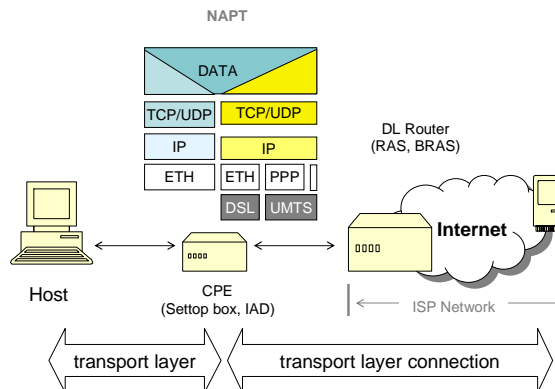 NAPT
DATA
TCP/UDP TCP/UDP
IP IP
ETH ETH PPP
DSL UMTS
DL Router
(RAS, BRAS)
Internet
Host
CPE
(Settop box, IAD)
ISP Network
transport layer transport layer connection